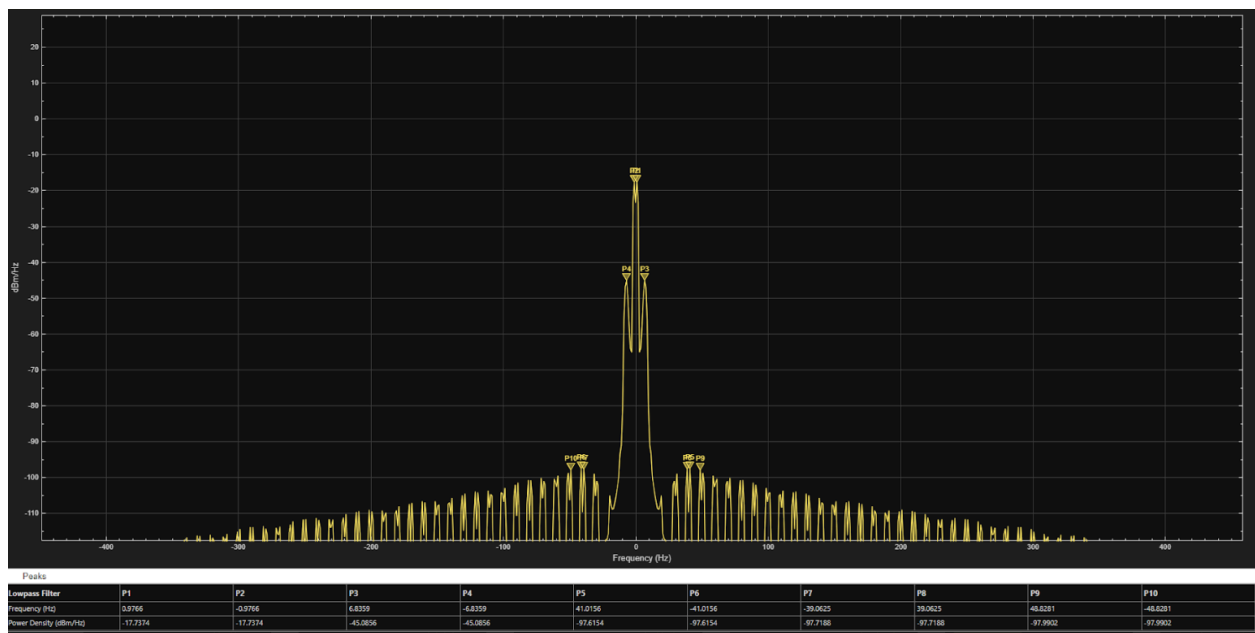 20
10
0
-10
-20
-30
-40
-50
-60
-70
-80
-90
-100
-110
dBm/Hz
P4
P3
P10
P9
-400
-300
-200
-100
0
100
200
300
400
Frequency (Hz)
Peaks
Lowpass Filter P1 P2 P3 P4 P5 P6 P7 P8 P9 P10
Frequency (Hz) 0.9766 -0.9766 6.8359 -6.8359 41.0156 -41.0156 -39.0625 39.0625 48.8281 -48.8281
Power Density (dBm/Hz) -17.7374 -17.7374 -45.0856 -45.0856 -97.6154 -97.6154 -97.7188 -97.7188 -97.9902 -97.9902